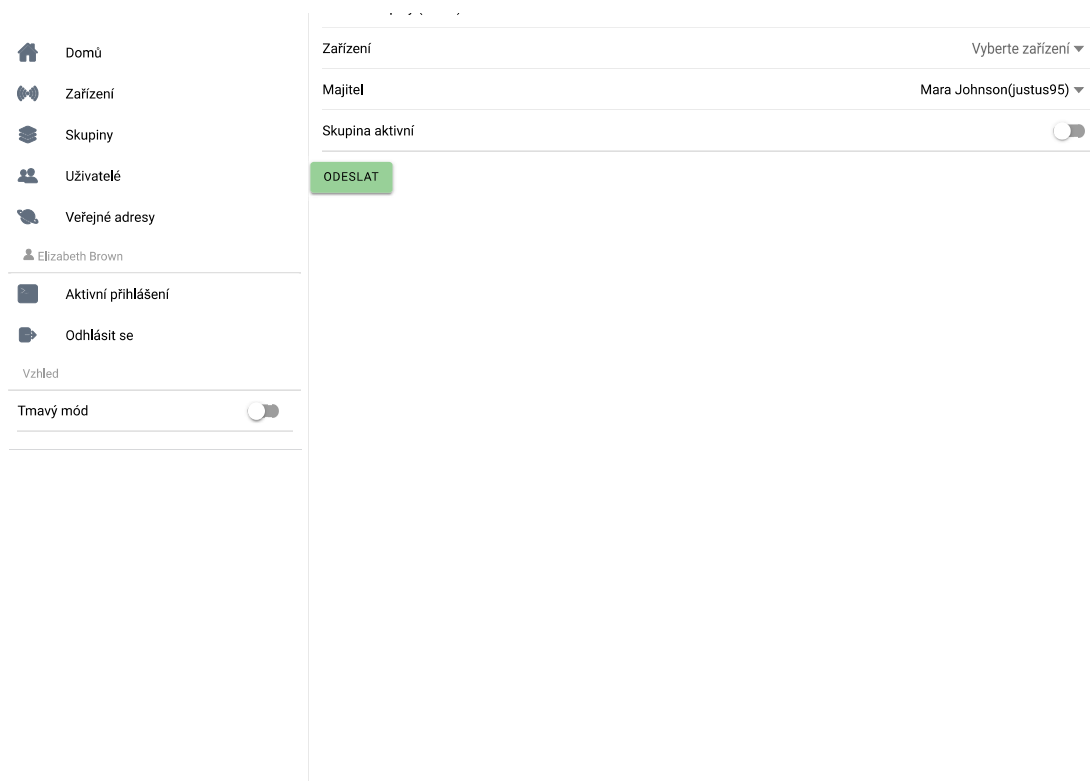 Domů
Zařízení
Skupiny
Uživatelé
Veřejné adresy
Elizabeth Brown
Aktivní přihlášení
Odhlásit se
Vzhled
Tmavý mód
Zařízení
Vyberte zařízení
Majitel
Mara Johnson(justus95)
Skupina aktivní
ODESLAT